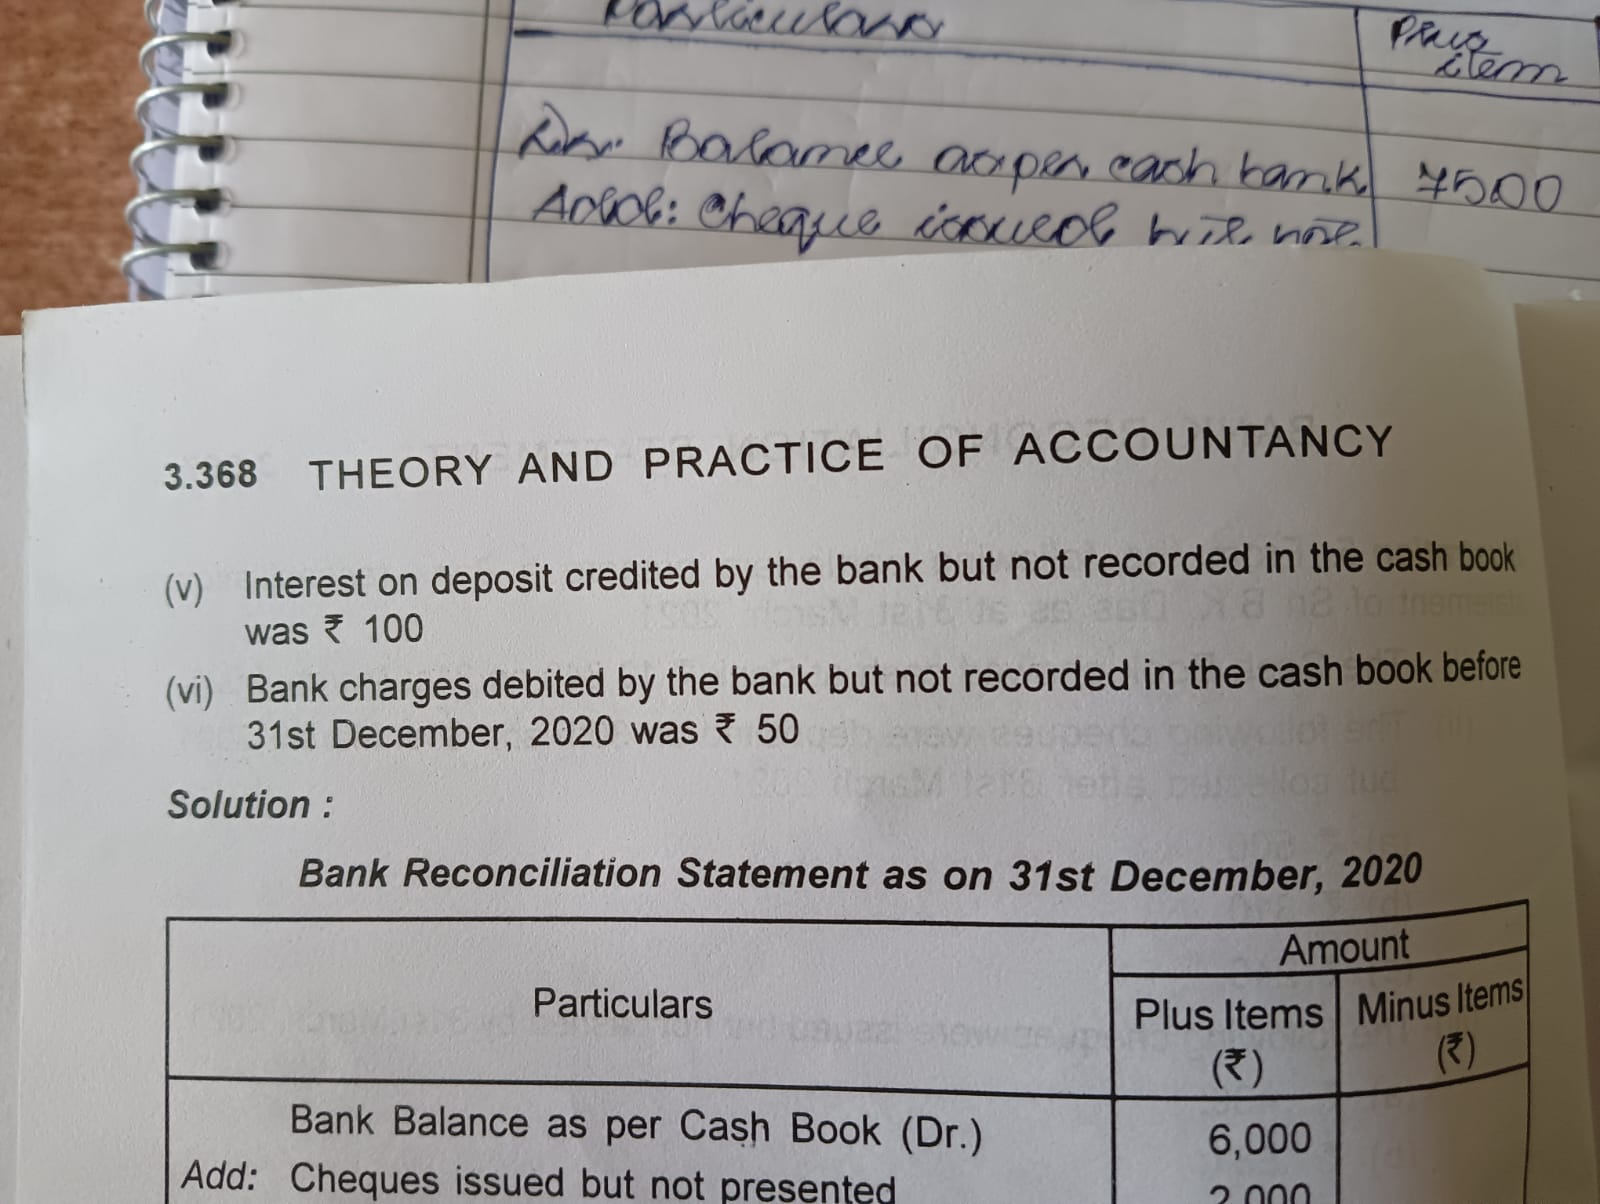 Particulars
Plus
item
Dr. Balance as per cash bank 7500
Add: Cheque issued but not
3.368 THEORY AND PRACTICE OF ACCOUNTANCY
(v) Interest on deposit credited by the bank but not recorded in the cash book
was ₹ 100
(vi) Bank charges debited by the bank but not recorded in the cash book before
31st December, 2020 was ₹ 50
Solution :
Bank Reconciliation Statement as on 31st December, 2020
Amount
Particulars
Plus Items Minus Items
(₹) (₹)
Bank Balance as per Cash Book (Dr.) 6,000
Add: Cheques issued but not presented 2,000